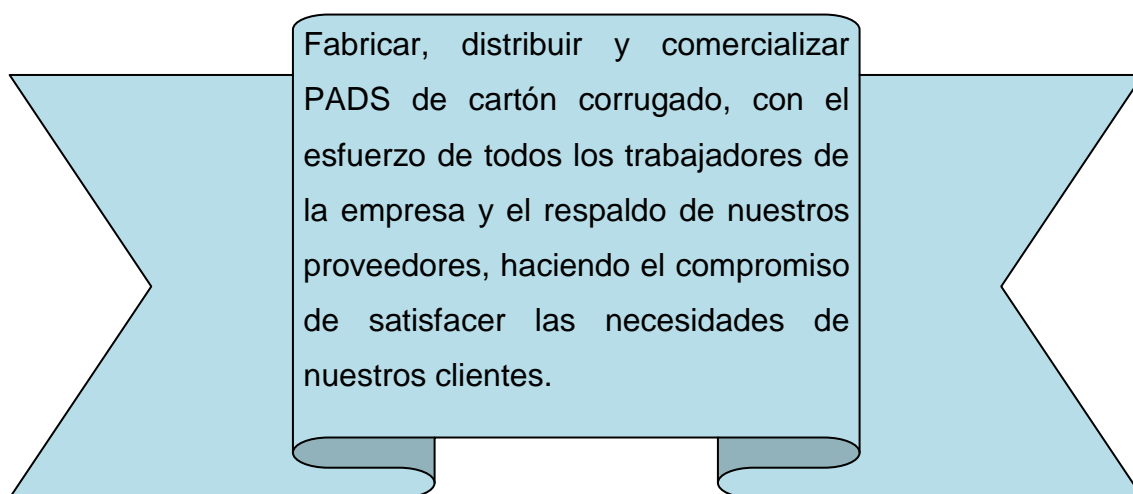 Fabricar, distribuir y comercializar
PADS de cartón corrugado, con el
esfuerzo de todos los trabajadores de
la empresa y el respaldo de nuestros
proveedores, haciendo el compromiso
de satisfacer las necesidades de
nuestros clientes.